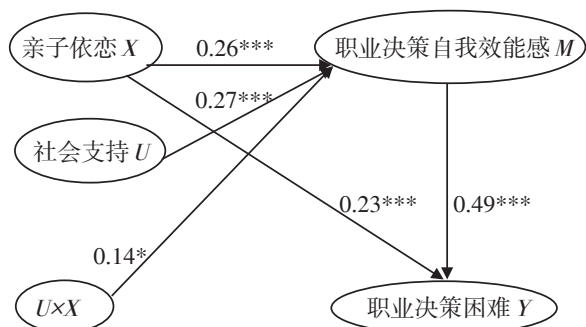 亲子依恋 X
0.26***
职业决策自我效能感 M
0.27***
社会支持 U
0.23***
0.49***
0.14*
U×X
职业决策困难 Y